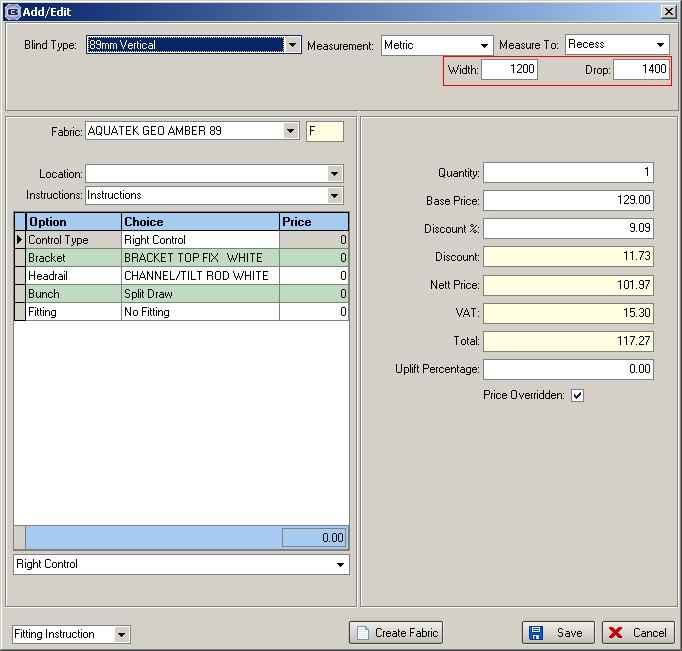 Add/Edit
Blind Type: 89mm Vertical Measurement: Metric Measure To: Recess
Width: 1200 Drop: 1400
Fabric: AQUATEK GEO AMBER 89 F
Location:
Instructions: Instructions
Option Choice Price
Control Type Right Control 0
Bracket BRACKET TOP FIX WHITE 0
Headrail CHANNEL/TILT ROD WHITE 0
Bunch Split Draw 0
Fitting No Fitting 0
0.00
Right Control
Quantity: 1
Base Price: 129.00
Discount %: 9.09
Discount: 11.73
Nett Price: 101.97
VAT: 15.30
Total: 117.27
Uplift Percentage: 0.00
Price Overridden:
Fitting Instruction Create Fabric Save Cancel